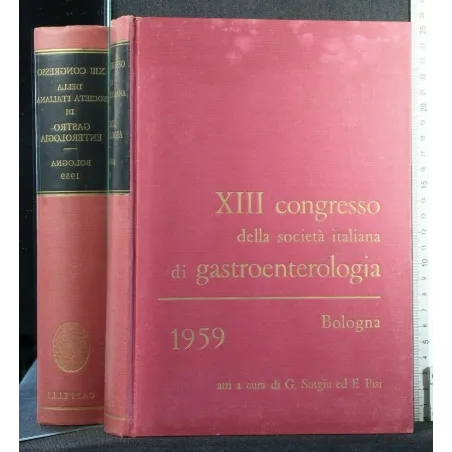 XIII congresso
della società italiana
di gastroenterologia
Bologna
1959
atti a cura di G. Sotgiu ed E. Pisi
XIII CONGRESSO
DELLA
SOCIETÀ ITALIANA
DI
GASTRO-
ENTEROLOGIA
BOLOGNA
1959
CAPPELLI